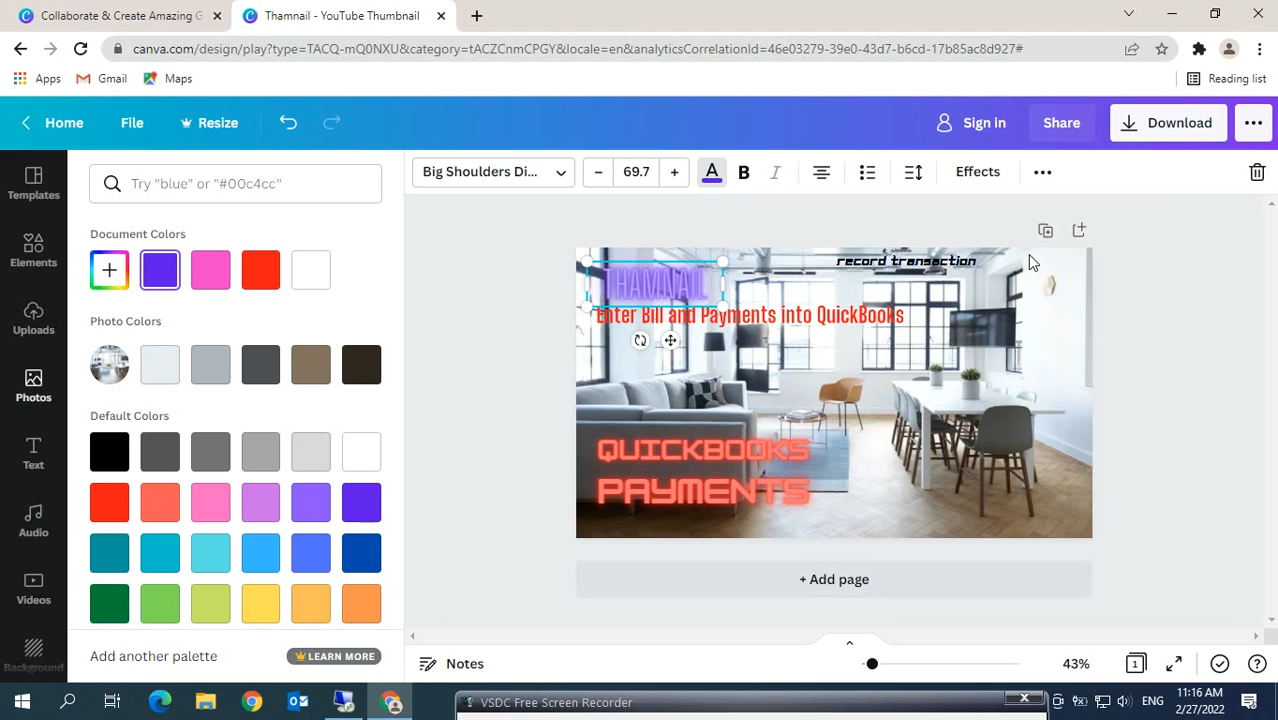 Collaborate & Create Amazing G
Thamnail - YouTube Thumbnail
canva.com/design/play?type=TACQ-mQ0NXU&category=tACZCnmCPGY&locale=en&analyticsCorrelationId=46e03279-39e0-43d7-b6cd-17b85ac8d927#
Apps
Gmail
Maps
Reading list
Home
File
Resize
Sign in
Share
Download
Templates
Elements
Uploads
Photos
Text
Audio
Videos
Background
Try "blue" or "#00c4cc"
Document Colors
Photo Colors
Default Colors
Add another palette
LEARN MORE
Big Shoulders Di...
69.7
A
B
I
Effects
record transaction
THAMNAIL
Enter Bill and Payments into QuickBooks
QUICKBOOKS
PAYMENTS
+ Add page
Notes
43%
1
VSDC Free Screen Recorder
ENG
11:16 AM
2/27/2022